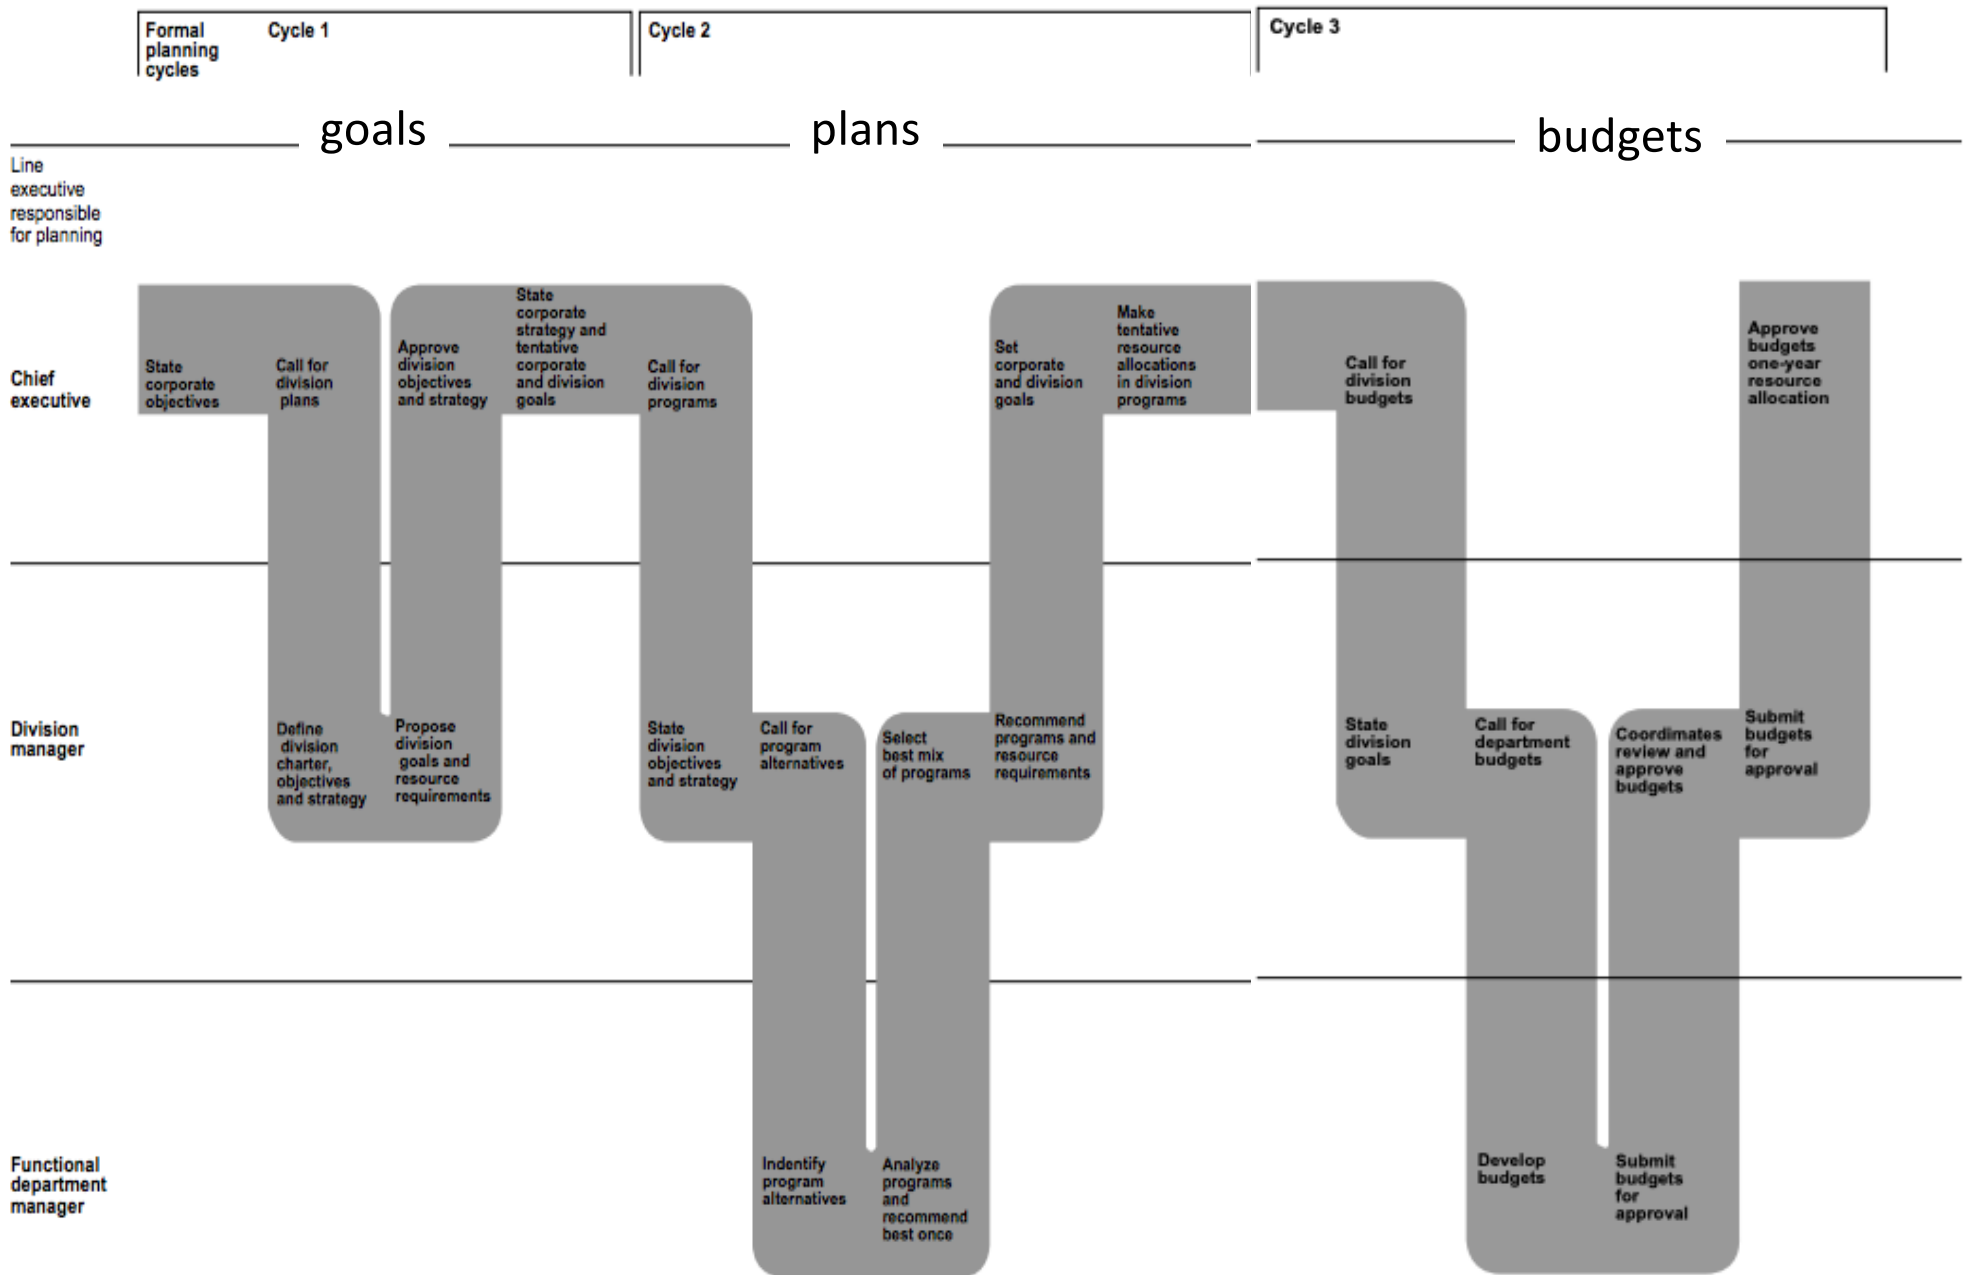 Formal
planning
cycles
Cycle 1
Cycle 2
Cycle 3
goals
plans
budgets
Line
executive
responsible
for planning
Chief
executive
State
corporate
objectives
Call for
division
plans
Approve
division
objectives
and strategy
State
corporate
strategy and
tentative
corporate
and division
goals
Call for
division
programs
Set
corporate
and division
goals
Make
tentative
resource
allocations
in division
programs
Call for
division
budgets
Approve
budgets
one-year
resource
allocation
Division
manager
Define
division
charter,
objectives
and strategy
Propose
division
goals and
resource
requirements
State
division
objectives
and strategy
Call for
program
alternatives
Select
best mix
of programs
Recommend
programs and
resource
requirements
State
division
goals
Call for
department
budgets
Coordimates
review and
approve
budgets
Submit
budgets
for
approval
Functional
department
manager
Indentify
program
alternatives
Analyze
programs
and
recommend
best once
Develop
budgets
Submit
budgets
for
approval